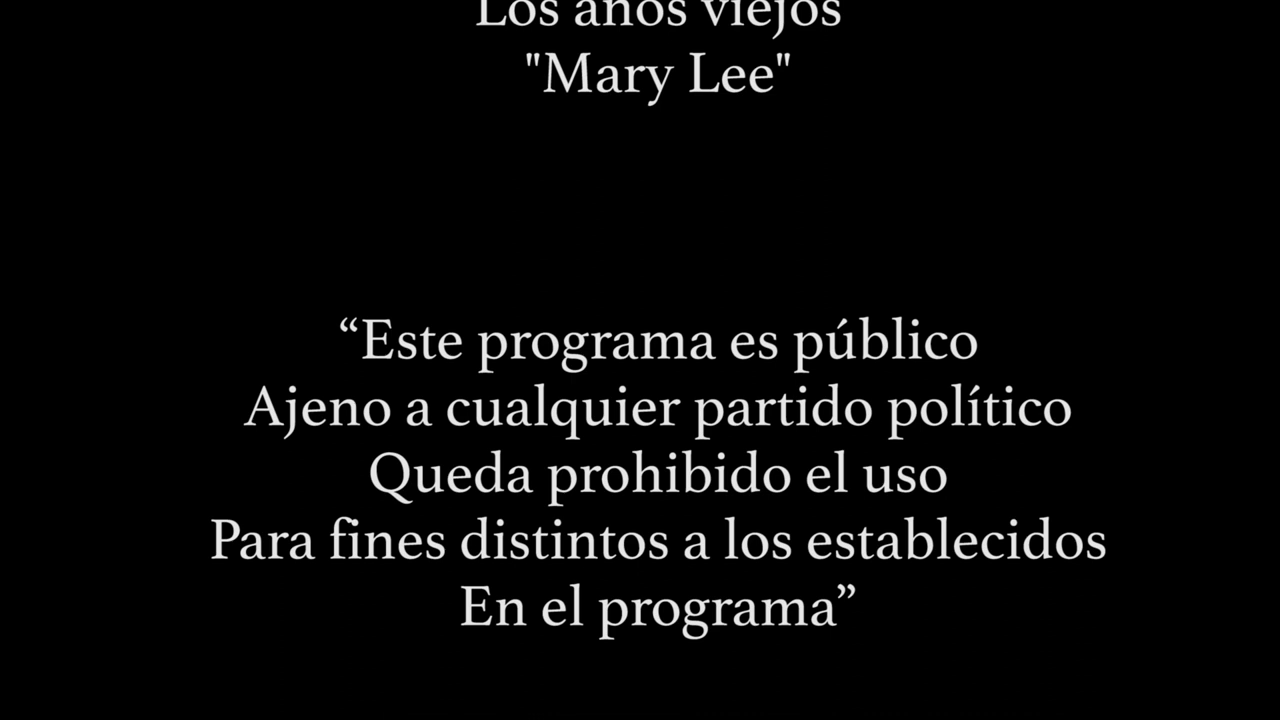 Los años viejos
"Mary Lee"
“Este programa es público
Ajeno a cualquier partido político
Queda prohibido el uso
Para fines distintos a los establecidos
En el programa”